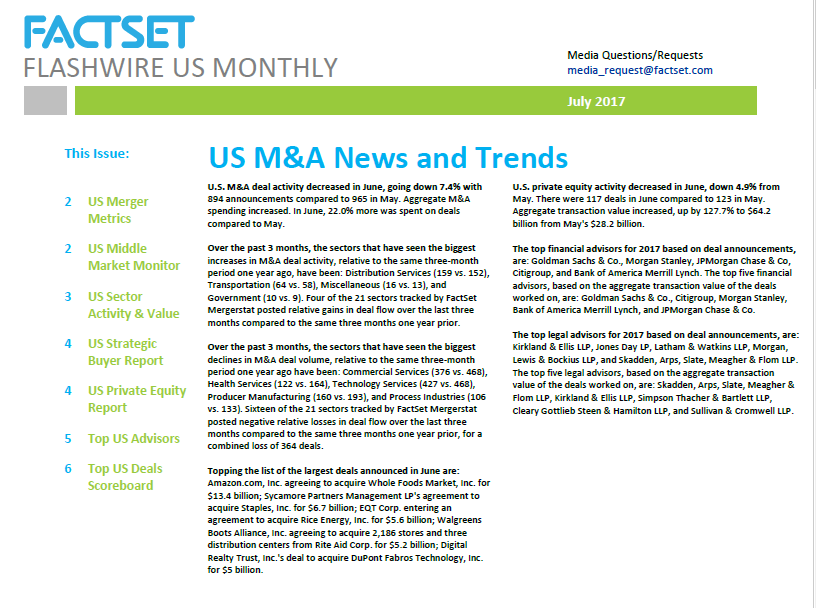 FACTSET
FLASHWIRE US MONTHLY
Media Questions/Requests
media_request@factset.com
July 2017
This Issue:
2 US Merger
Metrics
2 US Middle
Market Monitor
3 US Sector
Activity & Value
4 US Strategic
Buyer Report
4 US Private Equity
Report
5 Top US Advisors
6 Top US Deals
Scoreboard
US M&A News and Trends
U.S. M&A deal activity decreased in June, going down 7.4% with
894 announcements compared to 965 in May. Aggregate M&A
spending increased. In June, 22.0% more was spent on deals
compared to May.
Over the past 3 months, the sectors that have seen the biggest
increases in M&A deal activity, relative to the same three-month
period one year ago, have been: Distribution Services (159 vs. 152),
Transportation (64 vs. 58), Miscellaneous (16 vs. 13), and
Government (10 vs. 9). Four of the 21 sectors tracked by FactSet
Mergerstat posted relative gains in deal flow over the last three
months compared to the same three months one year prior.
Over the past 3 months, the sectors that have seen the biggest
declines in M&A deal volume, relative to the same three-month
period one year ago have been: Commercial Services (376 vs. 468),
Health Services (122 vs. 164), Technology Services (427 vs. 468),
Producer Manufacturing (160 vs. 193), and Process Industries (106
vs. 133). Sixteen of the 21 sectors tracked by FactSet Mergerstat
posted negative relative losses in deal flow over the last three
months compared to the same three months one year prior, for a
combined loss of 364 deals.
Topping the list of the largest deals announced in June are:
Amazon.com, Inc. agreeing to acquire Whole Foods Market, Inc. for
$13.4 billion; Sycamore Partners Management LP's agreement to
acquire Staples, Inc. for $6.7 billion; EQT Corp. entering an
agreement to acquire Rice Energy, Inc. for $5.6 billion; Walgreens
Boots Alliance, Inc. agreeing to acquire 2,186 stores and three
distribution centers from Rite Aid Corp. for $5.2 billion; Digital
Realty Trust, Inc.'s deal to acquire DuPont Fabros Technology, Inc.
for $5 billion.
U.S. private equity activity decreased in June, down 4.9% from
May. There were 117 deals in June compared to 123 in May.
Aggregate transaction value increased, up by 127.7% to $64.2
billion from May's $28.2 billion.
The top financial advisors for 2017 based on deal announcements,
are: Goldman Sachs & Co., Morgan Stanley, JPMorgan Chase & Co,
Citigroup, and Bank of America Merrill Lynch. The top five financial
advisors, based on the aggregate transaction value of the deals
worked on, are: Goldman Sachs & Co., Citigroup, Morgan Stanley,
Bank of America Merrill Lynch, and JPMorgan Chase & Co.
The top legal advisors for 2017 based on deal announcements, are:
Kirkland & Ellis LLP, Jones Day LP, Latham & Watkins LLP, Morgan,
Lewis & Bockius LLP, and Skadden, Arps, Slate, Meagher & Flom LLP.
The top five legal advisors, based on the aggregate transaction
value of the deals worked on, are: Skadden, Arps, Slate, Meagher &
Flom LLP, Kirkland & Ellis LLP, Simpson Thacher & Bartlett LLP,
Cleary Gottlieb Steen & Hamilton LLP, and Sullivan & Cromwell LLP.